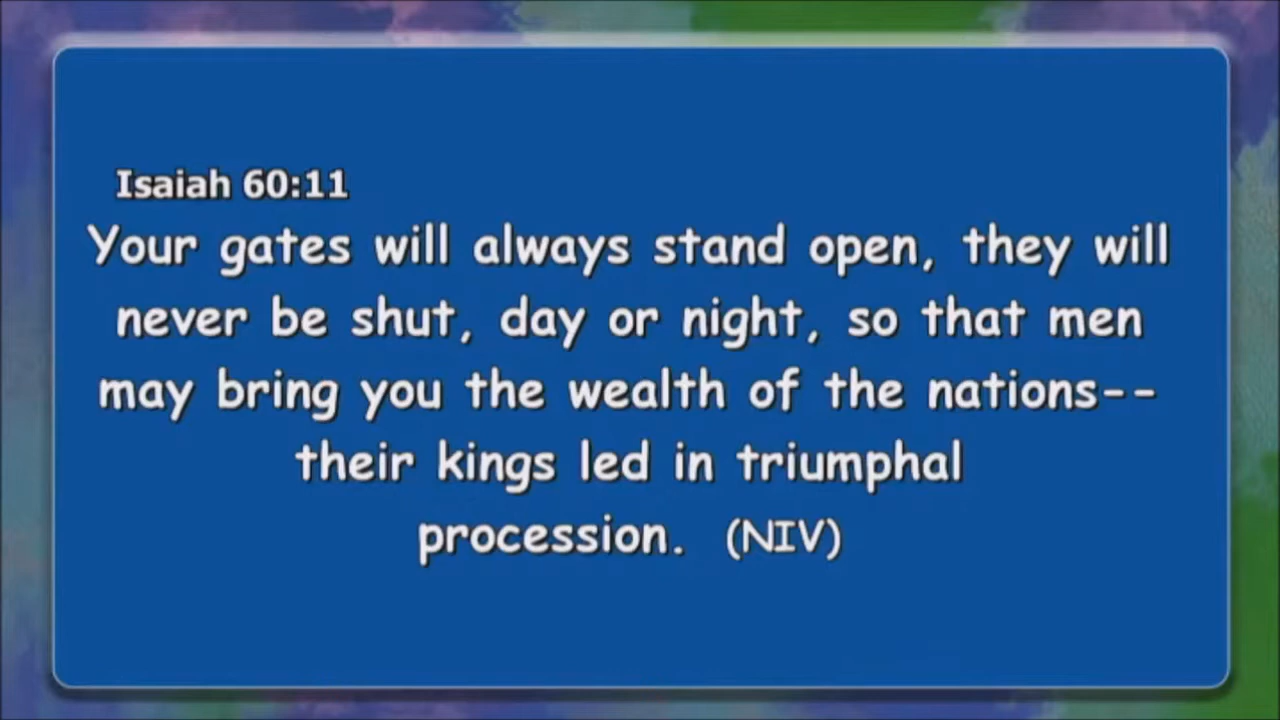 Isaiah 60:11
Your gates will always stand open, they will
never be shut, day or night, so that men
may bring you the wealth of the nations--
their kings led in triumphal
procession. (NIV)